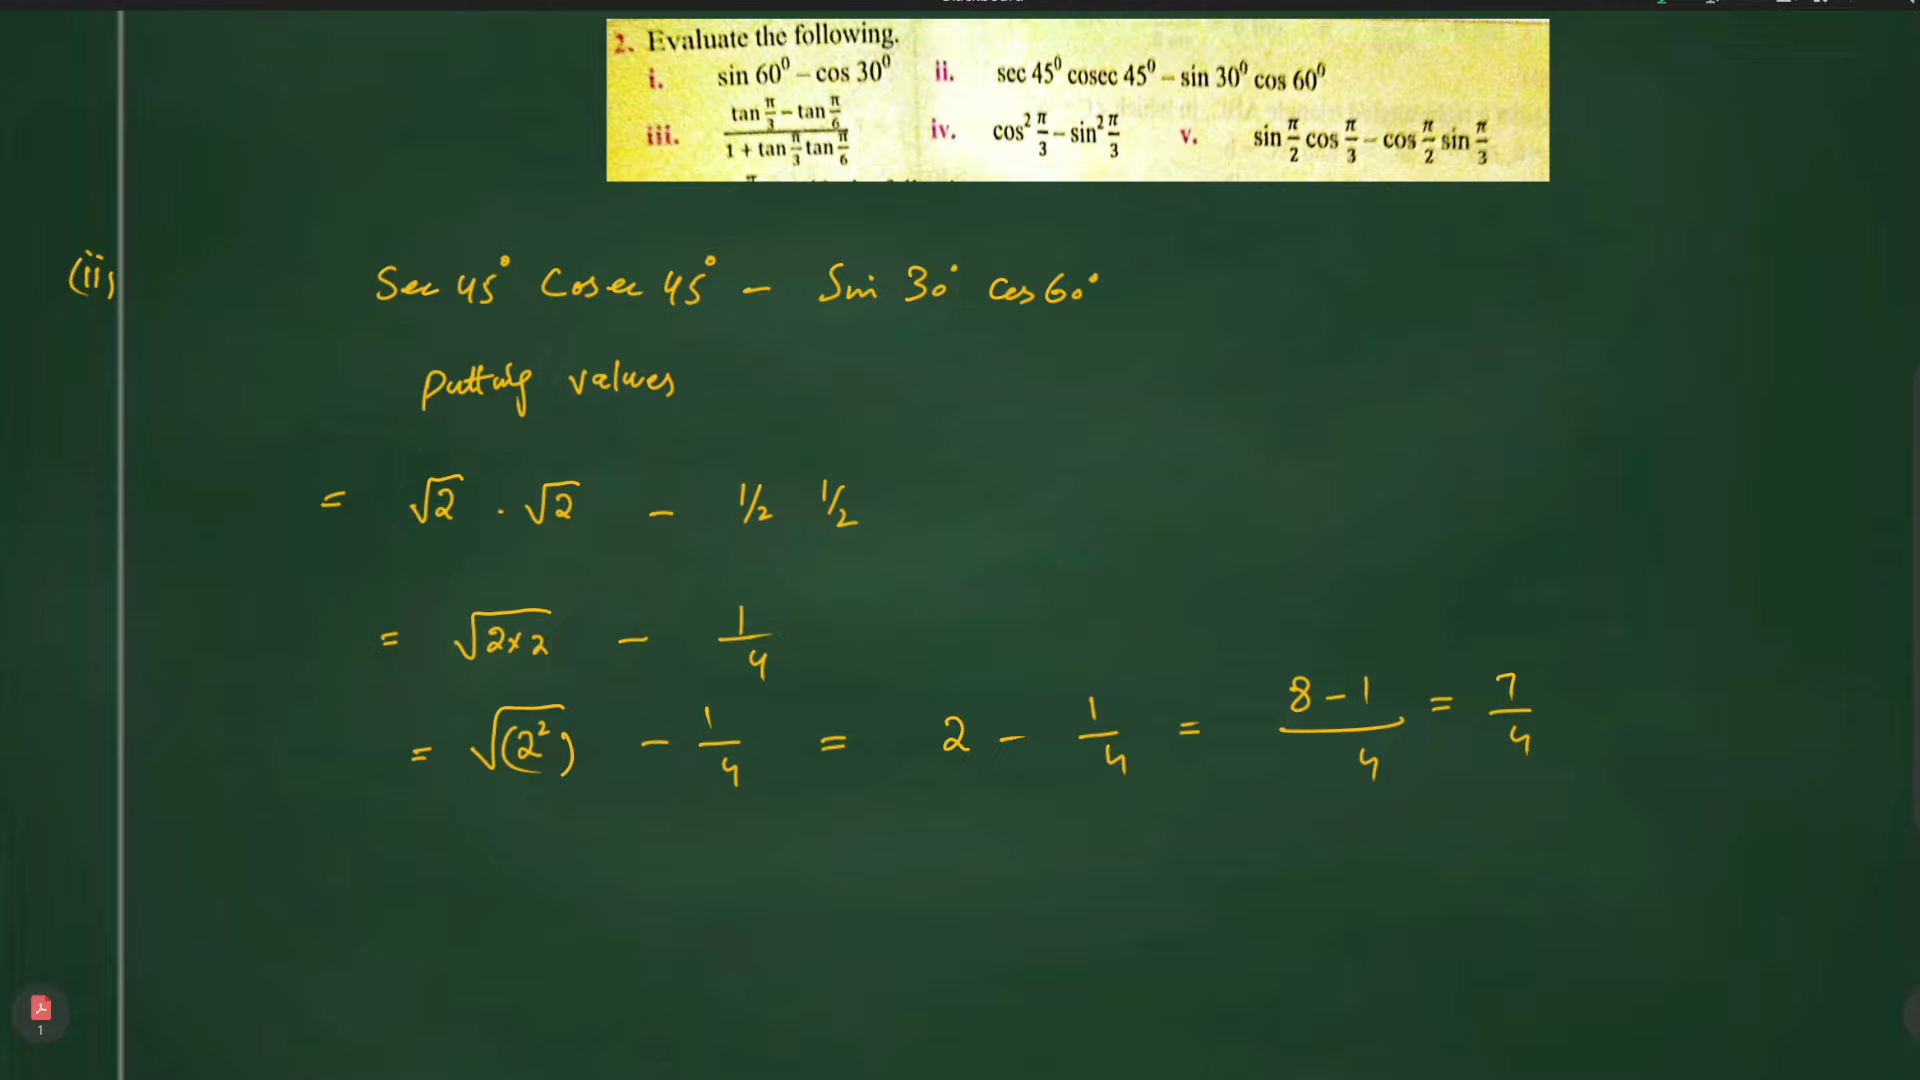 2. Evaluate the following.
i. sin 60⁰ – cos 30⁰ ii. sec 45⁰ cosec 45⁰ – sin 30⁰ cos 60⁰
iii. (tan π/3 – tan π/6) / (1 + tan π/3 tan π/6) iv. cos² π/3 – sin² π/3 v. sin π/2 cos π/3 – cos π/2 sin π/3
(ii) Sec 45° Cosec 45° – Sin 30° Cos 60°
putting values
= √2 . √2 – 1/2 1/2
= √2×2 – 1/4
= √(2²) – 1/4 = 2 – 1/4 = 8 – 1 / 4 = 7/4
1